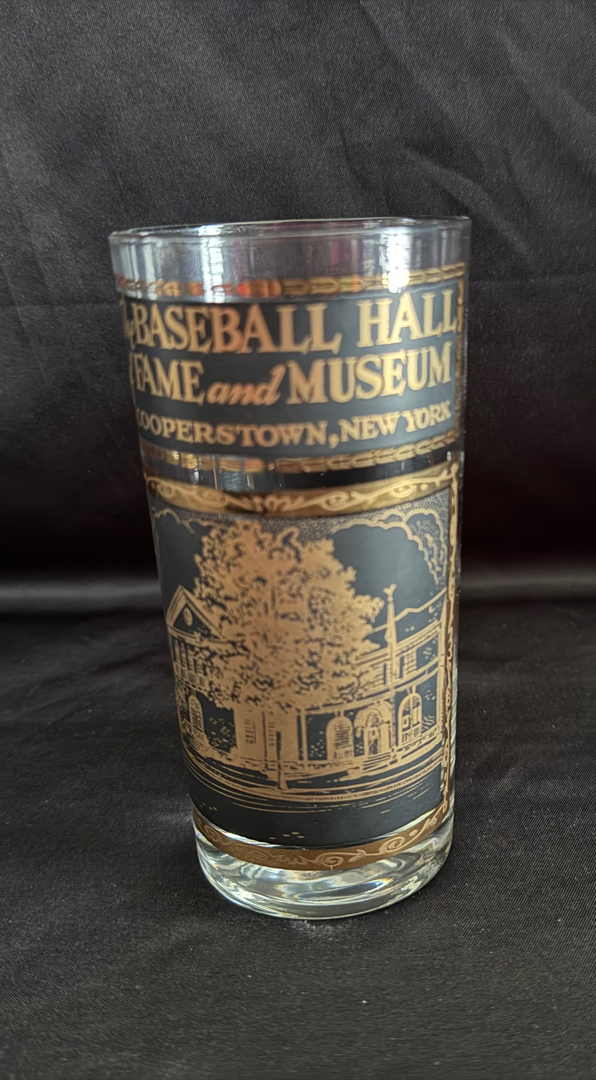 BASEBALL HALL
FAME and MUSEUM
COOPERSTOWN, NEW YORK